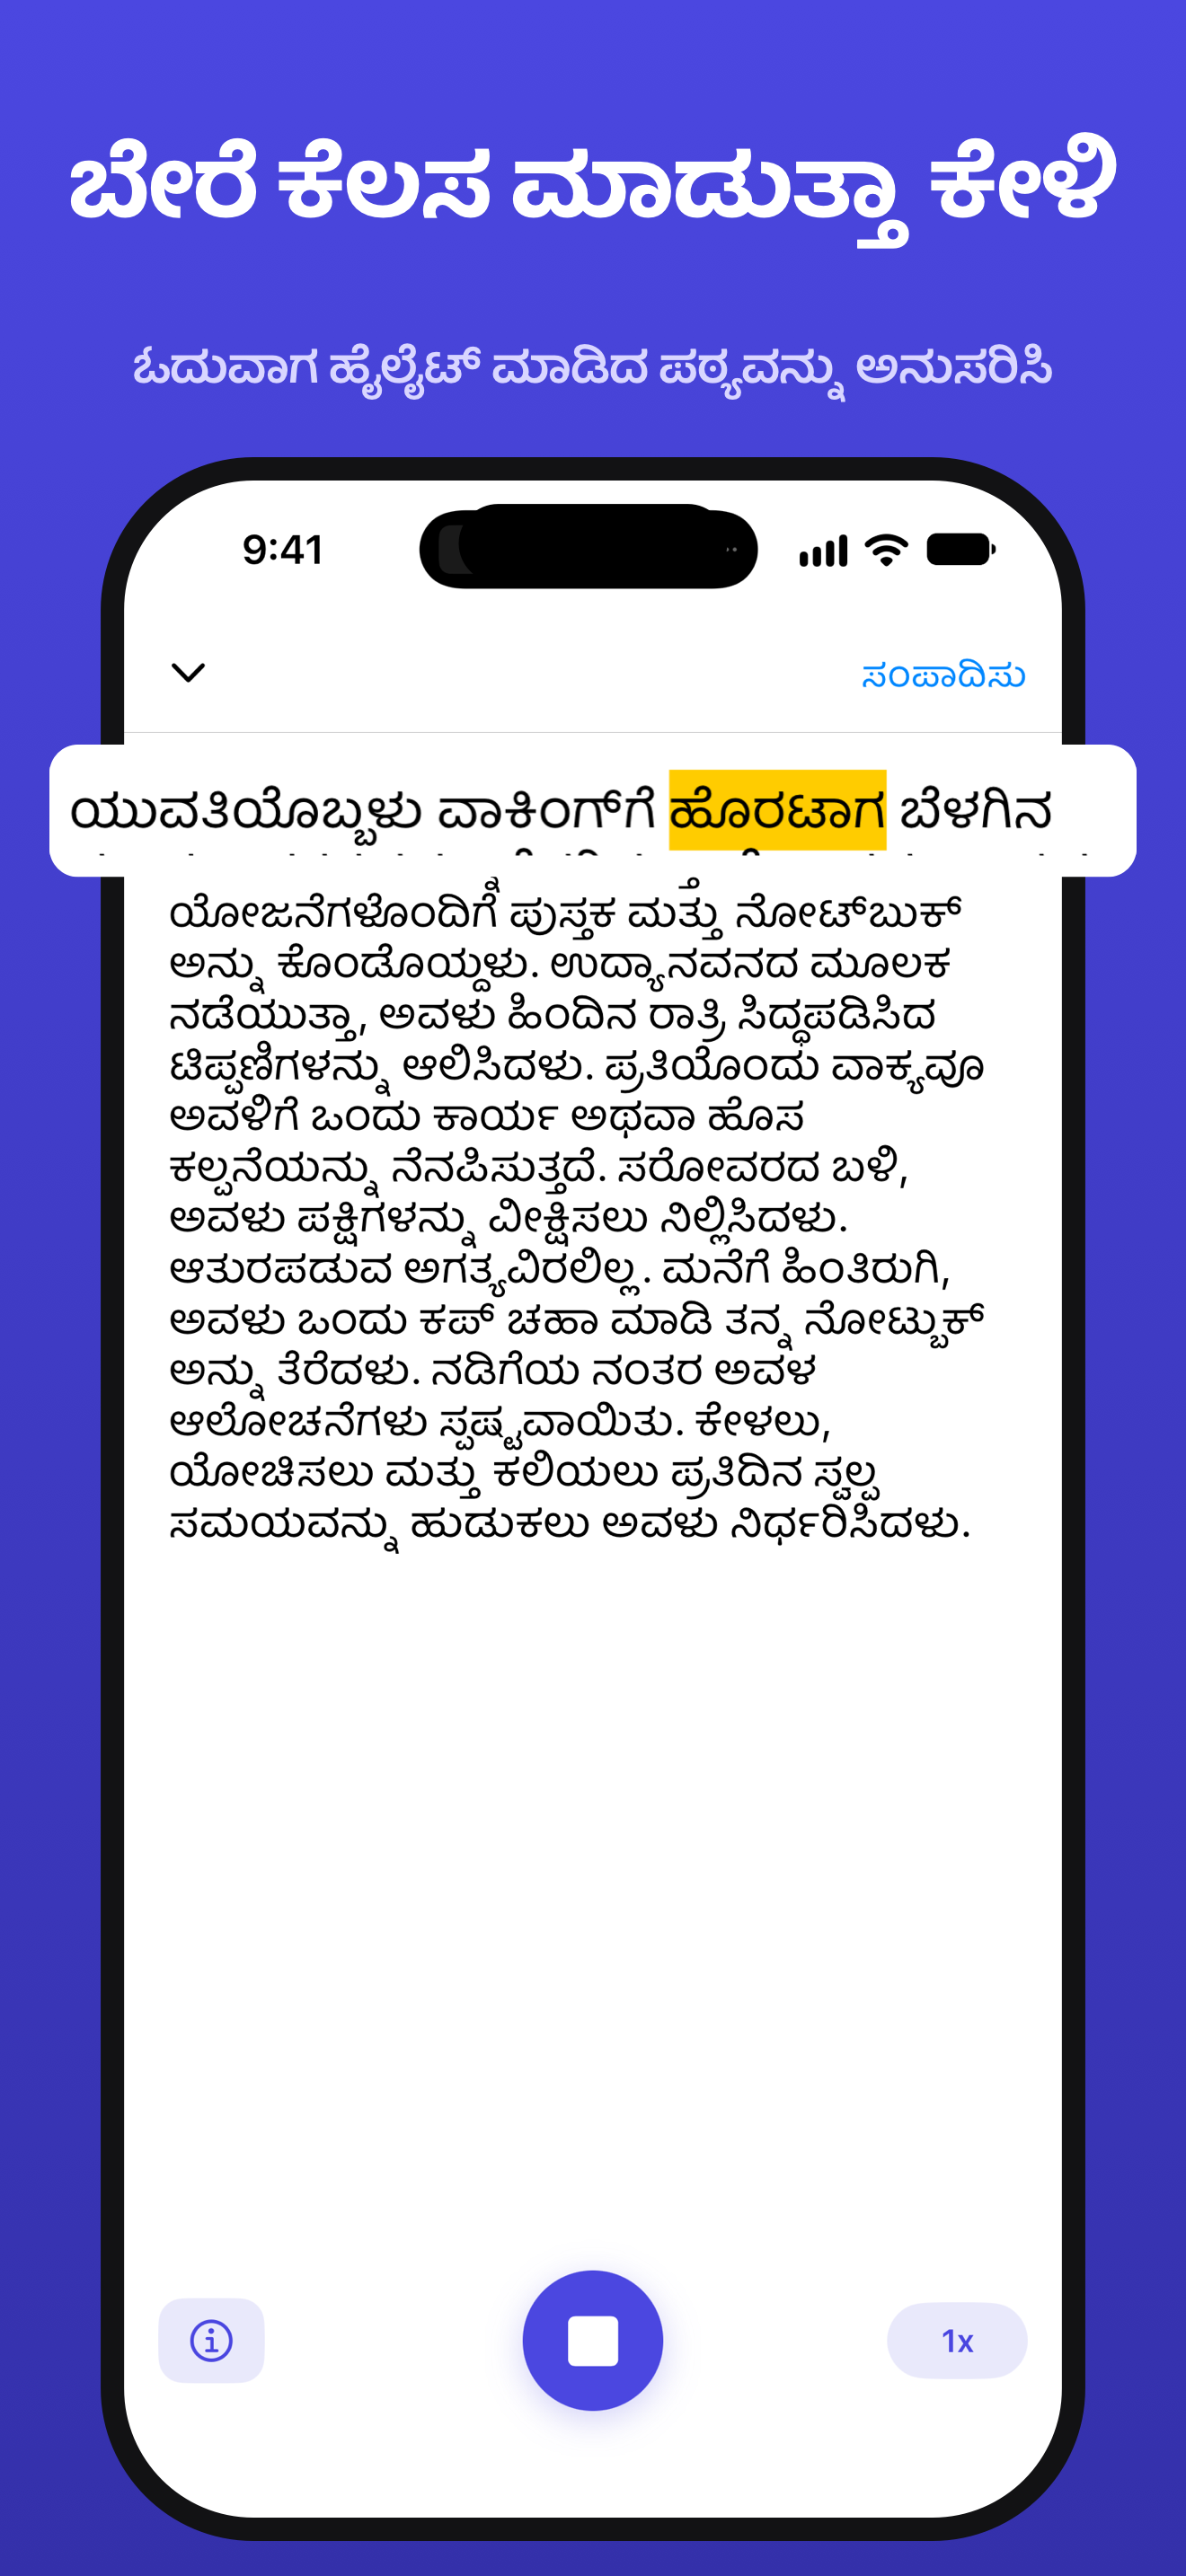 ಬೇರೆ ಕೆಲಸ ಮಾಡುತ್ತಾ ಕೇಳಿ
ಓದುವಾಗ ಹೈಲೈಟ್ ಮಾಡಿದ ಪಠ್ಯವನ್ನು ಅನುಸರಿಸಿ
9:41
ಸಂಪಾದಿಸು
ಯುವತಿಯೊಬ್ಬಳು ವಾಕಿಂಗ್‌ಗೆ ಹೊರಟಾಗ ಬೆಳಗಿನ
ಯೋಜನೆಗಳೊಂದಿಗೆ ಪುಸ್ತಕ ಮತ್ತು ನೋಟ್‌ಬುಕ್
ಅನ್ನು ಕೊಂಡೊಯ್ದಳು. ಉದ್ಯಾನವನದ ಮೂಲಕ
ನಡೆಯುತ್ತಾ, ಅವಳು ಹಿಂದಿನ ರಾತ್ರಿ ಸಿದ್ಧಪಡಿಸಿದ
ಟಿಪ್ಪಣಿಗಳನ್ನು ಆಲಿಸಿದಳು. ಪ್ರತಿಯೊಂದು ವಾಕ್ಯವೂ
ಅವಳಿಗೆ ಒಂದು ಕಾರ್ಯ ಅಥವಾ ಹೊಸ
ಕಲ್ಪನೆಯನ್ನು ನೆನಪಿಸುತ್ತದೆ. ಸರೋವರದ ಬಳಿ,
ಅವಳು ಪಕ್ಷಿಗಳನ್ನು ವೀಕ್ಷಿಸಲು ನಿಲ್ಲಿಸಿದಳು.
ಆತುರಪಡುವ ಅಗತ್ಯವಿರಲಿಲ್ಲ. ಮನೆಗೆ ಹಿಂತಿರುಗಿ,
ಅವಳು ಒಂದು ಕಪ್ ಚಹಾ ಮಾಡಿ ತನ್ನ ನೋಟ್ಬುಕ್
ಅನ್ನು ತೆರೆದಳು. ನಡಿಗೆಯ ನಂತರ ಅವಳ
ಆಲೋಚನೆಗಳು ಸ್ಪಷ್ಟವಾಯಿತು. ಕೇಳಲು,
ಯೋಚಿಸಲು ಮತ್ತು ಕಲಿಯಲು ಪ್ರತಿದಿನ ಸ್ವಲ್ಪ
ಸಮಯವನ್ನು ಹುಡುಕಲು ಅವಳು ನಿರ್ಧರಿಸಿದಳು.
1x